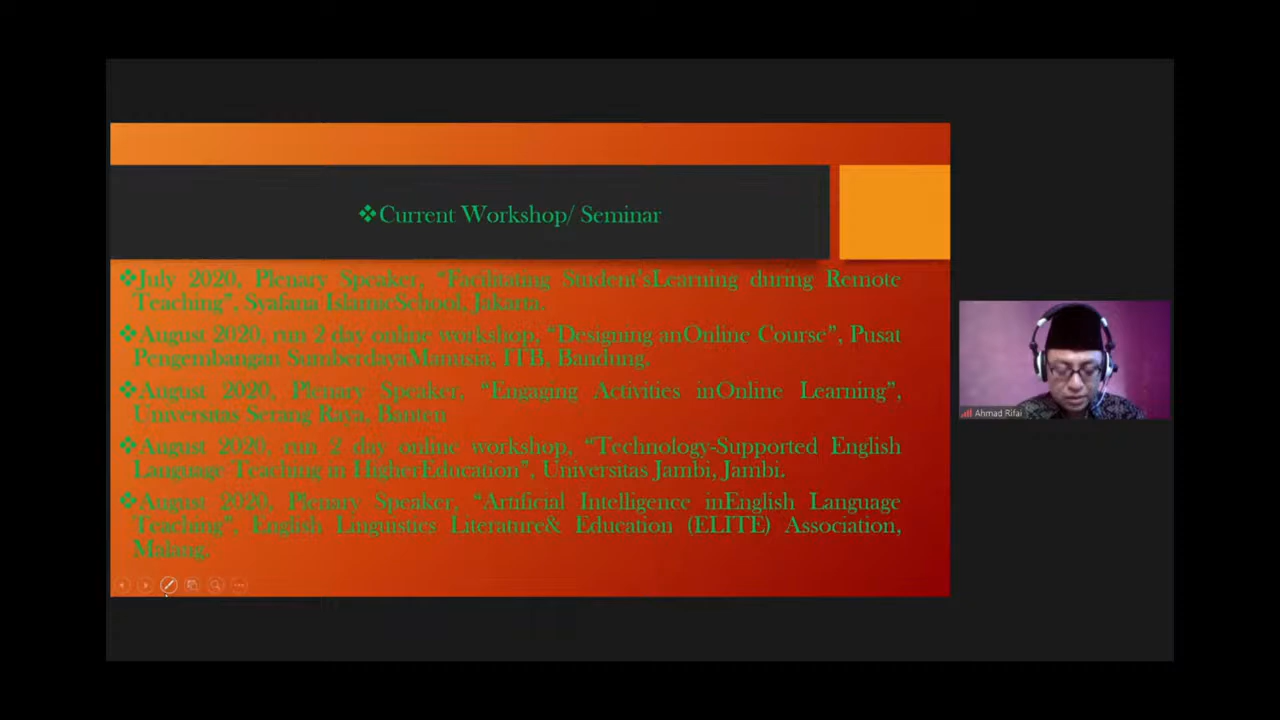 ❖Current Workshop/ Seminar
❖July 2020, Plenary Speaker, “Facilitating Student’sLearning during Remote
Teaching”, Syafana IslamicSchool, Jakarta.
❖August 2020, run 2 day online workshop, “Designing anOnline Course”, Pusat
Pengembangan SumberdayaManusia, ITB, Bandung.
❖August 2020, Plenary Speaker, “Engaging Activities inOnline Learning”,
Universitas Serang Raya, Banten
❖August 2020, run 2 day online workshop, “Technology-Supported English
Language Teaching in HigherEducation”, Universitas Jambi, Jambi.
❖August 2020, Plenary Speaker, “Artificial Intelligence inEnglish Language
Teaching”, English Linguistics Literature& Education (ELITE) Association,
Malang.
Ahmad Rifai